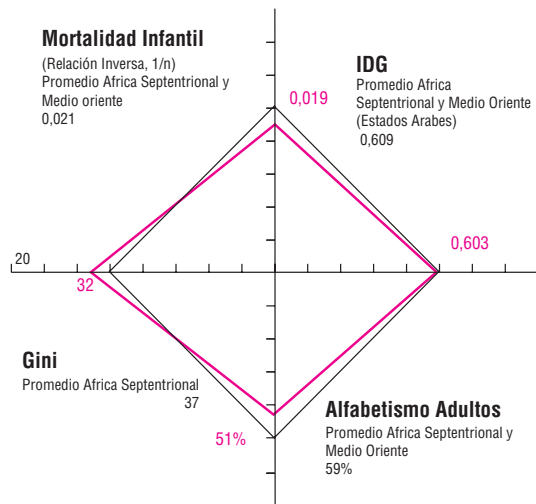 Mortalidad Infantil
(Relación Inversa, 1/n)
Promedio Africa Septentrional y
Medio oriente
0,021
0,019
IDG
Promedio Africa
Septentrional y Medio Oriente
(Estados Arabes)
0,609
0,603
20
32
Gini
Promedio Africa Septentrional
37
51%
Alfabetismo Adultos
Promedio Africa Septentrional y
Medio Oriente
59%